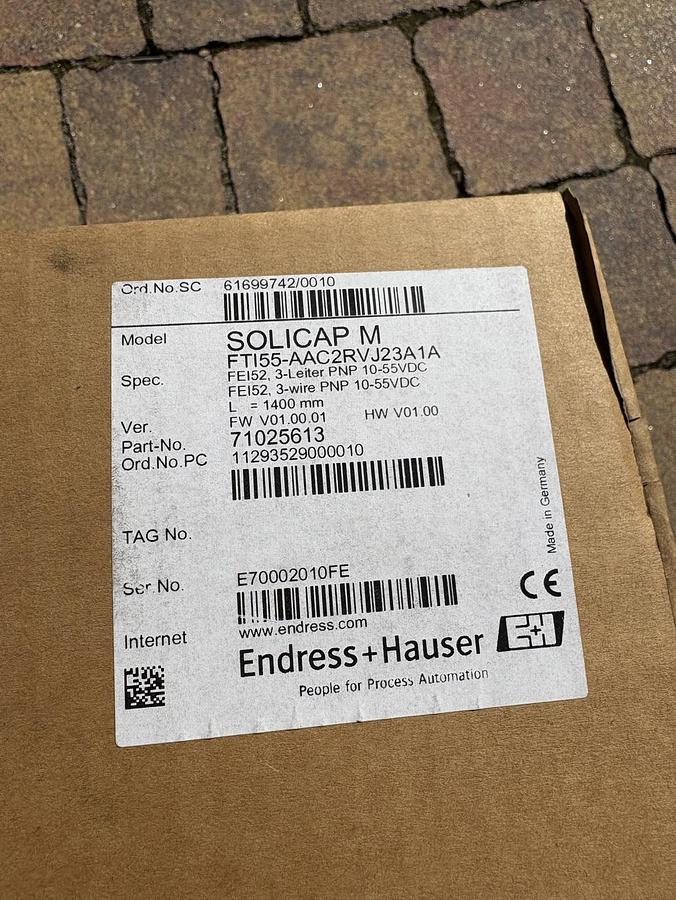 Ord.No.SC 61699742/0010
Model SOLICAP M
FTI55-AAC2RVJ23A1A
Spec. FEI52, 3-Leiter PNP 10-55VDC
FEI52, 3-wire PNP 10-55VDC
L = 1400 mm
Ver. FW V01.00.01 HW V01.00
Part-No. 71025613
Ord.No.PC 11293529000010
TAG No.
Made in Germany
Ser.No. E70002010FE
CE
Internet www.endress.com
Endress+Hauser E+H
People for Process Automation